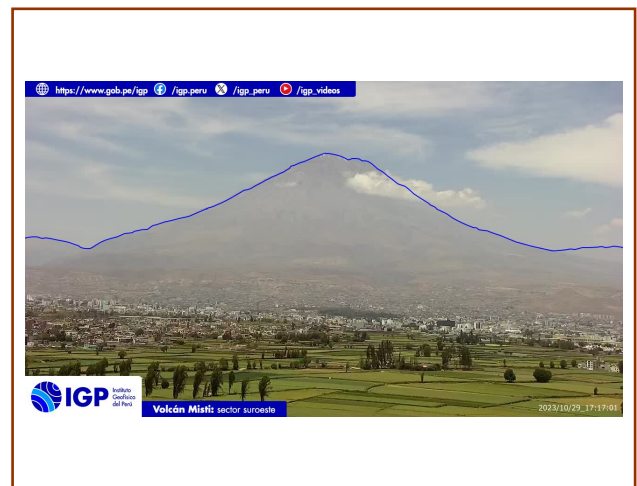 https://www.gob.pe/igp /igp.peru /igp_peru /igp_videos
IGP
Instituto
Geofísico
del Perú
Volcán Misti: sector suroeste
2023/10/29_17:17:01